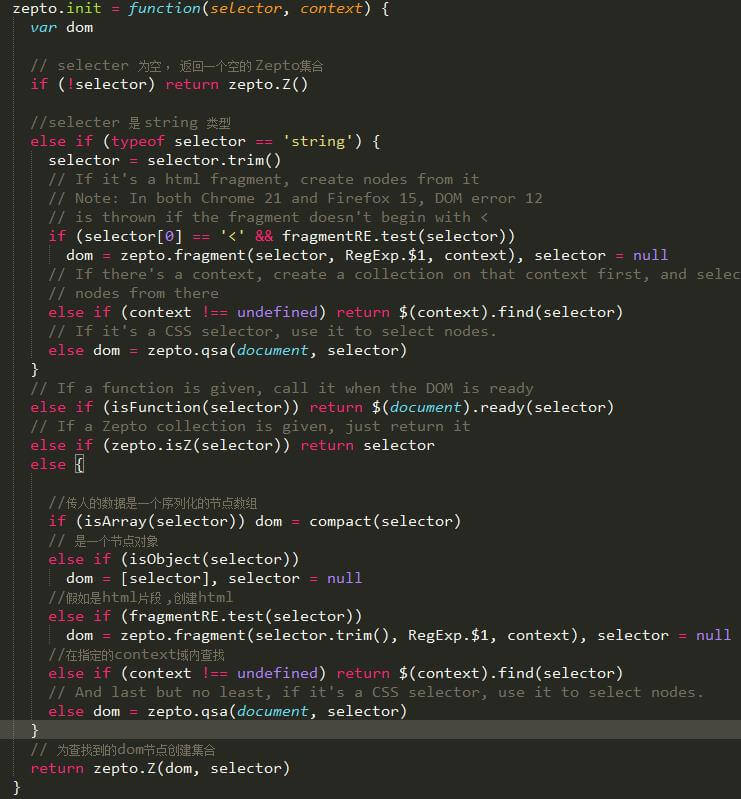 zepto.init = function(selector, context) {
  var dom

  // selecter 为空 ，返回一个空的 Zepto集合
  if (!selector) return zepto.Z()

  //selecter 是 string 类型
  else if (typeof selector == 'string') {
    selector = selector.trim()
    // If it's a html fragment, create nodes from it
    // Note: In both Chrome 21 and Firefox 15, DOM error 12
    // is thrown if the fragment doesn't begin with <
    if (selector[0] == '<' && fragmentRE.test(selector))
      dom = zepto.fragment(selector, RegExp.$1, context), selector = null
    // If there's a context, create a collection on that context first, and selec
    // nodes from there
    else if (context !== undefined) return $(context).find(selector)
    // If it's a CSS selector, use it to select nodes.
    else dom = zepto.qsa(document, selector)
  }
  // If a function is given, call it when the DOM is ready
  else if (isFunction(selector)) return $(document).ready(selector)
  // If a Zepto collection is given, just return it
  else if (zepto.isZ(selector)) return selector
  else {

    //传人的数据是一个序列化的节点数组
    if (isArray(selector)) dom = compact(selector)
    // 是一个节点对象
    else if (isObject(selector))
      dom = [selector], selector = null
    //假如是html片段 ,创建html
    else if (fragmentRE.test(selector))
      dom = zepto.fragment(selector.trim(), RegExp.$1, context), selector = null
    //在指定的context域内查找
    else if (context !== undefined) return $(context).find(selector)
    // And last but no least, if it's a CSS selector, use it to select nodes.
    else dom = zepto.qsa(document, selector)
  }
  // 为查找到的dom节点创建集合
  return zepto.Z(dom, selector)
}